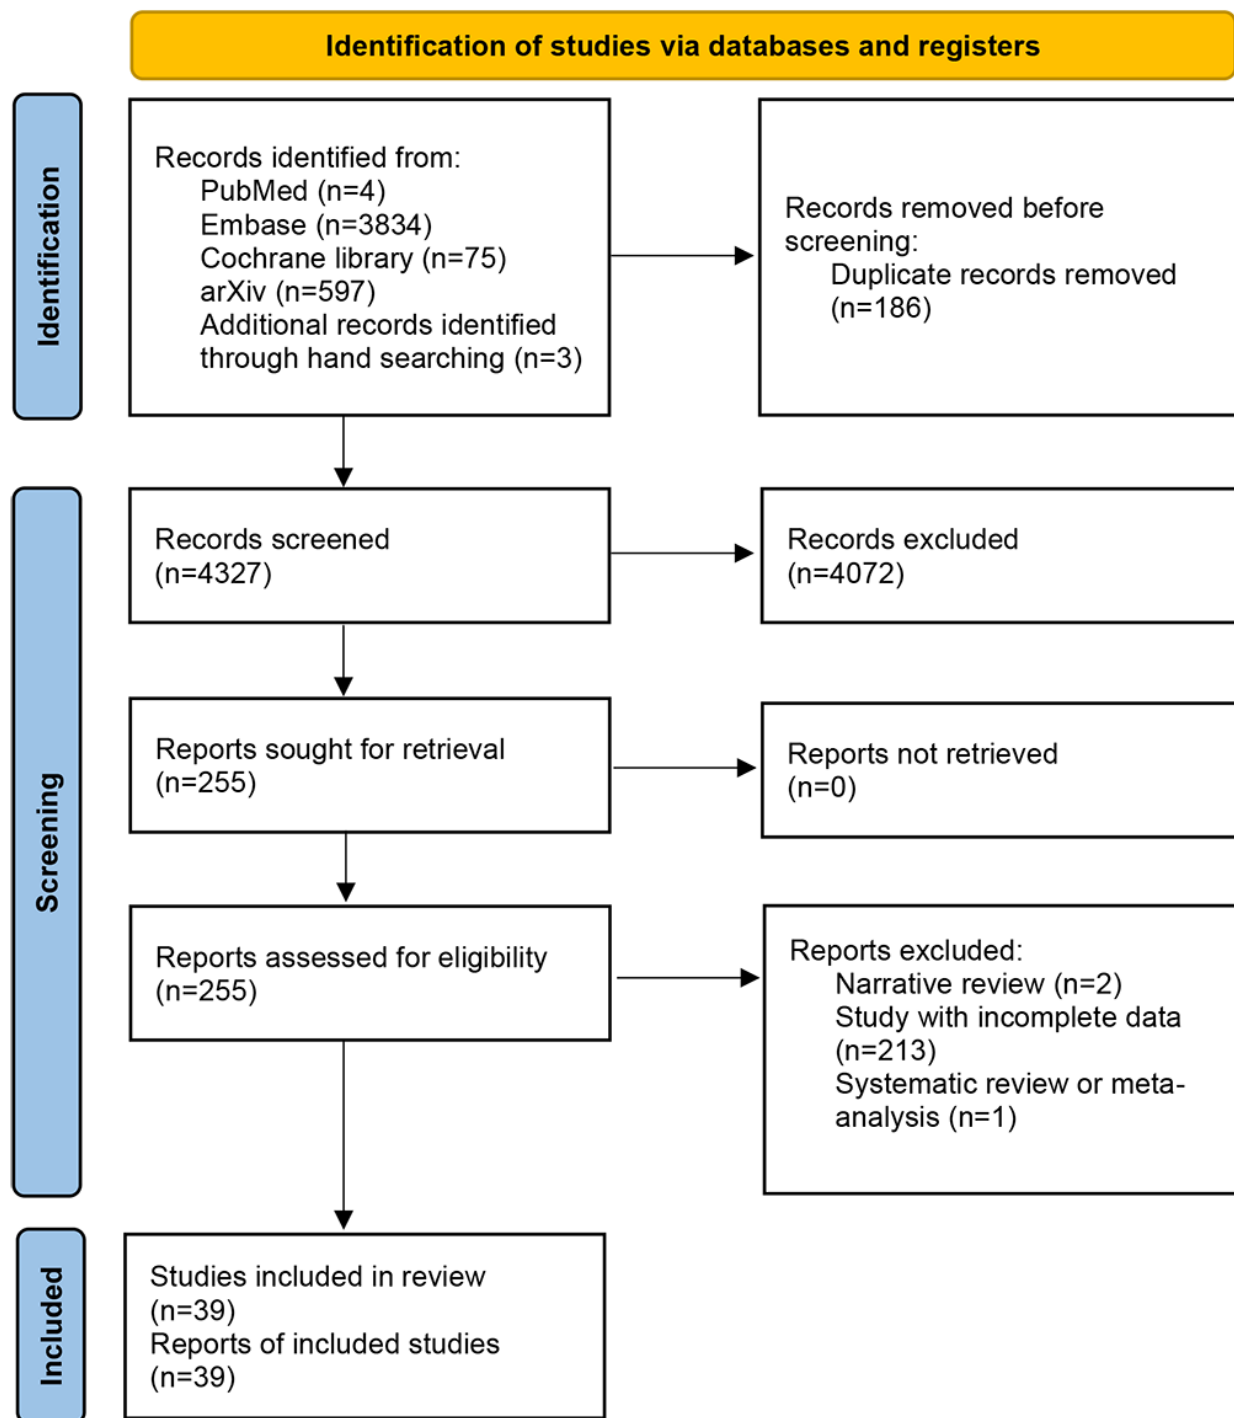 Identification of studies via databases and registers
Identification
Records identified from:
PubMed (n=4)
Embase (n=3834)
Cochrane library (n=75)
arXiv (n=597)
Additional records identified
through hand searching (n=3)
Records removed before
screening:
Duplicate records removed
(n=186)
Screening
Records screened
(n=4327)
Records excluded
(n=4072)
Reports sought for retrieval
(n=255)
Reports not retrieved
(n=0)
Reports assessed for eligibility
(n=255)
Reports excluded:
Narrative review (n=2)
Study with incomplete data
(n=213)
Systematic review or meta-
analysis (n=1)
Included
Studies included in review
(n=39)
Reports of included studies
(n=39)